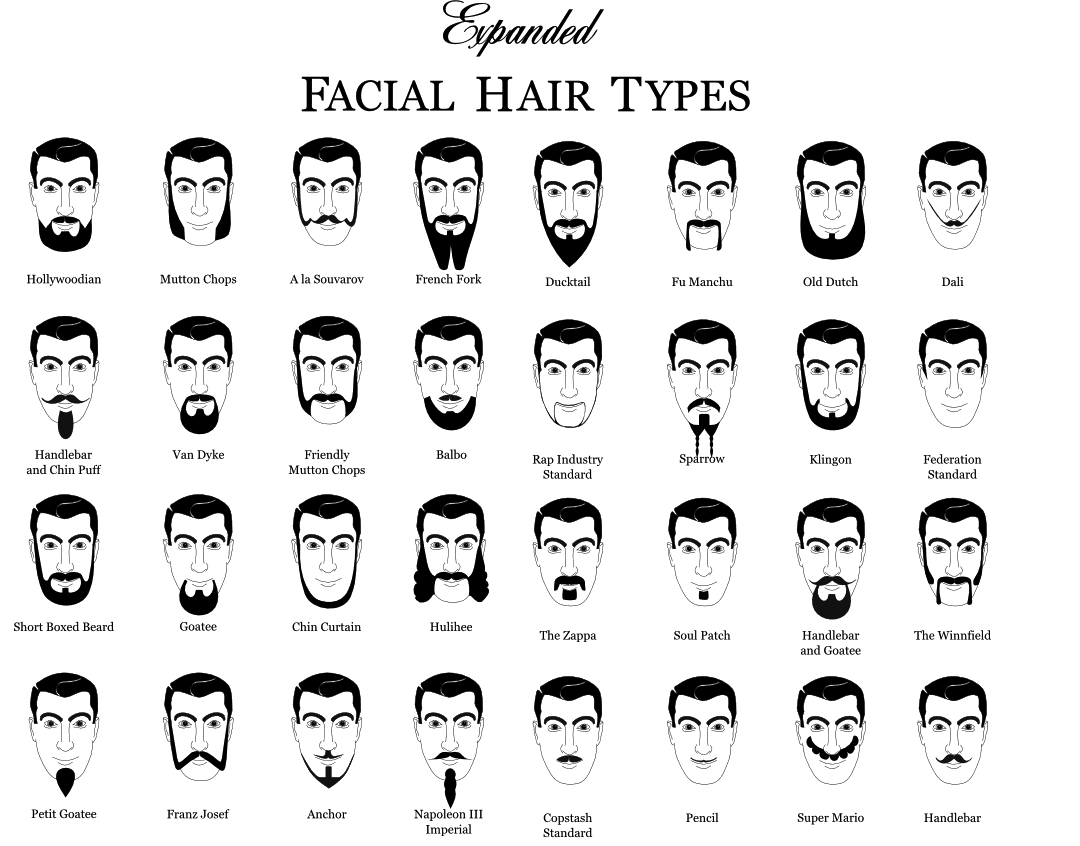 Expanded
FACIAL HAIR TYPES
Hollywoodian
Mutton Chops
A la Souvarov
French Fork
Ducktail
Fu Manchu
Old Dutch
Dali
Handlebar
and Chin Puff
Van Dyke
Friendly
Mutton Chops
Balbo
Rap Industry
Standard
Sparrow
Klingon
Federation
Standard
Short Boxed Beard
Goatee
Chin Curtain
Hulihee
The Zappa
Soul Patch
Handlebar
and Goatee
The Winnfield
Petit Goatee
Franz Josef
Anchor
Napoleon III
Imperial
Copstash
Standard
Pencil
Super Mario
Handlebar